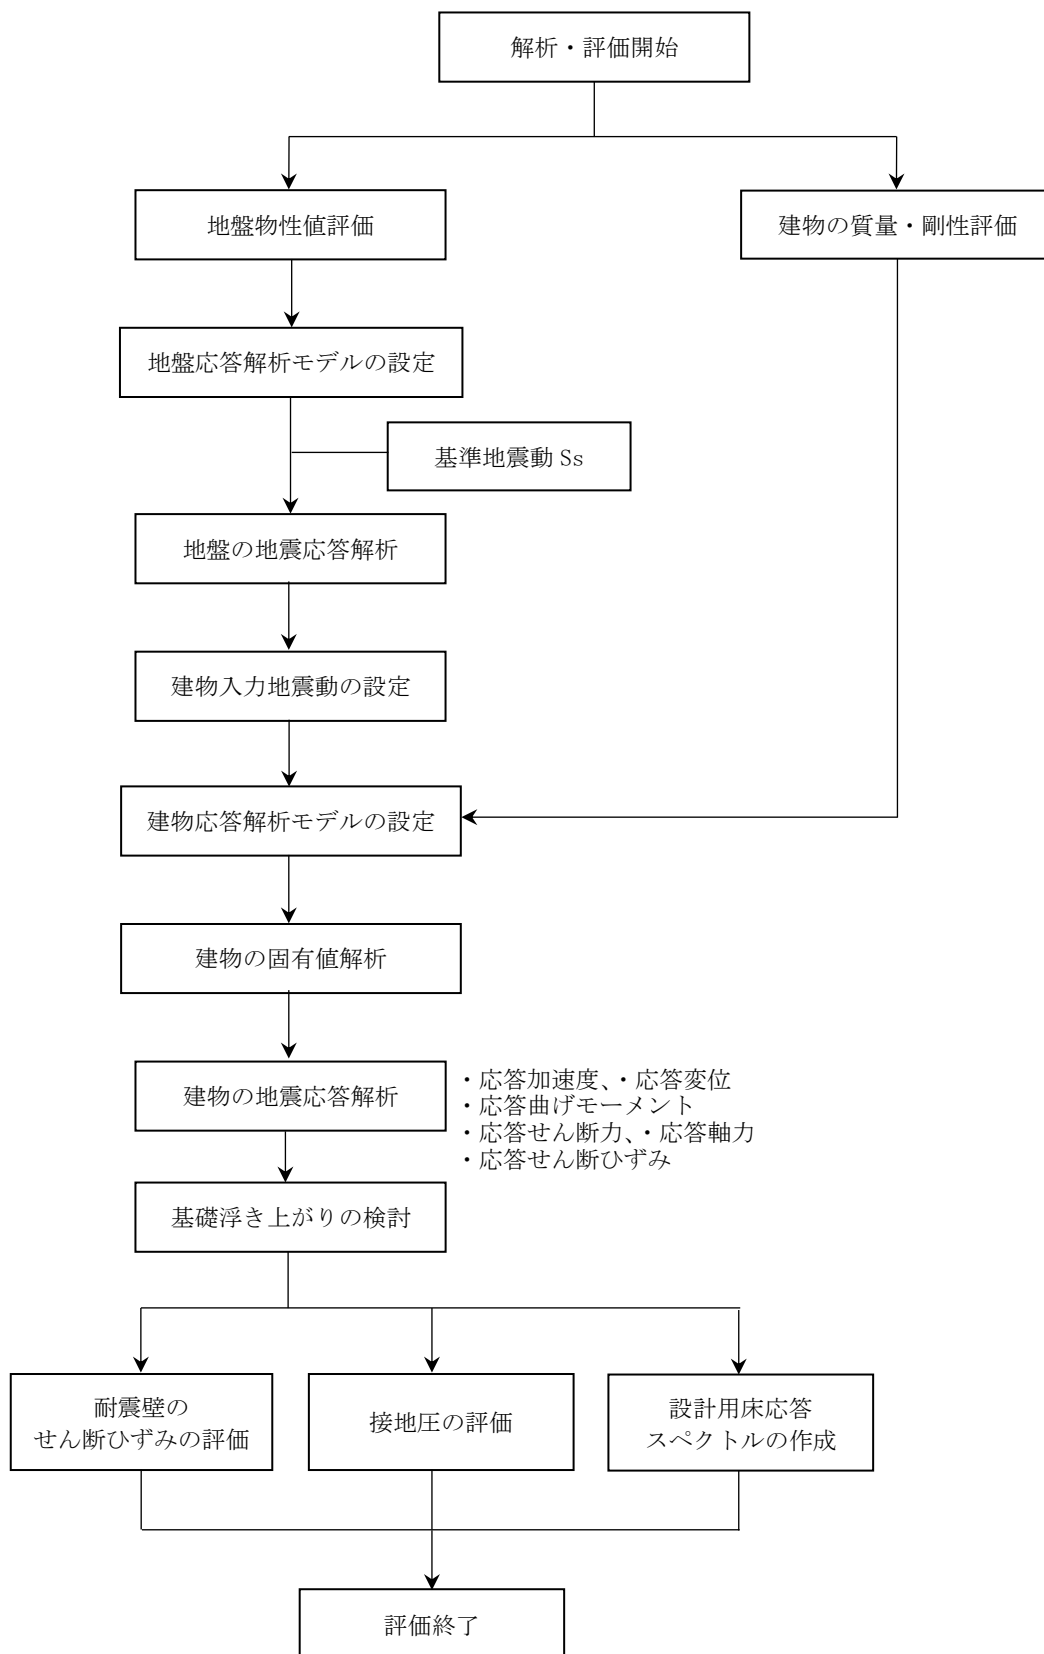 解析・評価開始
地盤物性値評価
建物の質量・剛性評価
地盤応答解析モデルの設定
基準地震動 Ss
地盤の地震応答解析
建物入力地震動の設定
建物応答解析モデルの設定
建物の固有値解析
建物の地震応答解析
・応答加速度、・応答変位
・応答曲げモーメント
・応答せん断力、・応答軸力
・応答せん断ひずみ
基礎浮き上がりの検討
耐震壁の
せん断ひずみの評価
接地圧の評価
設計用床応答
スペクトルの作成
評価終了